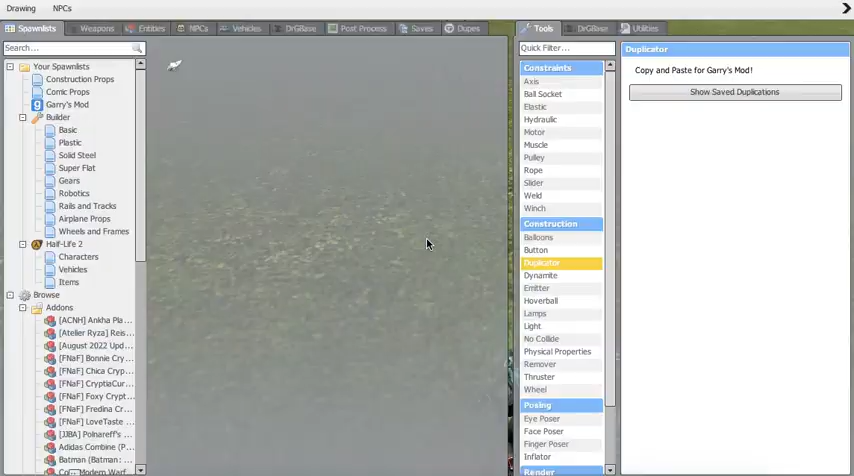 Drawing NPCs
Spawnlists Weapons Entities NPCs Vehicles DrGBase Post Process Saves Dupes
Search...
Your Spawnlists
Construction Props
Comic Props
Garry's Mod
Builder
Basic
Plastic
Solid Steel
Super Flat
Gears
Robotics
Rails and Tracks
Airplane Props
Wheels and Frames
Half-Life 2
Characters
Vehicles
Items
Browse
Addons
[ACNH] Ankha Pla...
[Atelier Ryza] Reis...
[August 2022 Upd...
[FNaF] Bonnie Cry...
[FNaF] Chica Cryp...
[FNaF] CryptiaCur...
[FNaF] Foxy Crypt...
[FNaF] Fredina Cr...
[FNaF] LoveTaste ...
[JJBA] Polnareff's ...
Adidas Combine (P...
Batman (Batman: ...
Tools DrGBase Utilities
Quick Filter...
Constraints
Axis
Ball Socket
Elastic
Hydraulic
Motor
Muscle
Pulley
Rope
Slider
Weld
Winch
Construction
Balloons
Button
Duplicator
Dynamite
Emitter
Hoverball
Lamps
Light
No Collide
Physical Properties
Remover
Thruster
Wheel
Posing
Eye Poser
Face Poser
Finger Poser
Inflator
Render
Duplicator
Copy and Paste for Garry's Mod!
Show Saved Duplications